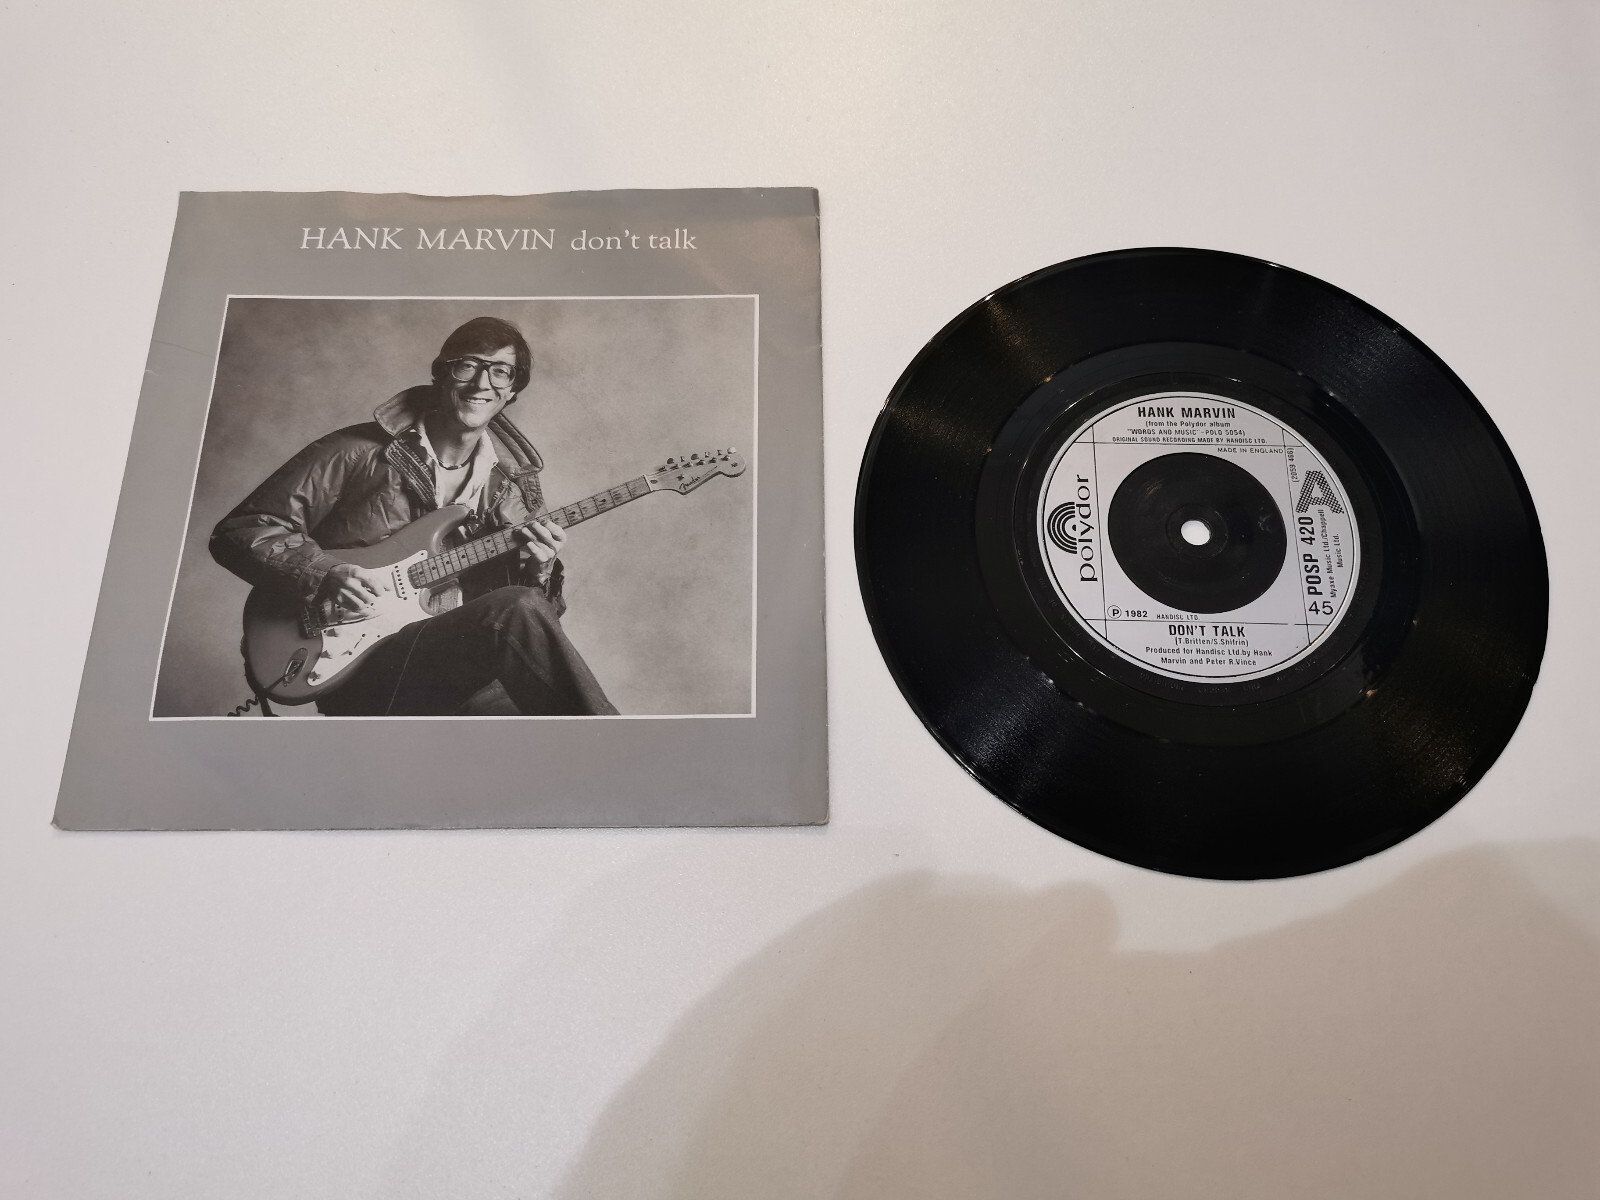 HANK MARVIN don't talk
Fender
HANK MARVIN
(from the Polydor album
"WORDS AND MUSIC" - POLD 5054)
ORIGINAL SOUND RECORDING MADE BY HANDISC LTD.
MADE IN ENGLAND
polydor
(2059 466)
A
POSP 420
Myaxe Music Ltd./Chappell
Music Ltd.
45
℗ 1982 HANDISC LTD.
DON'T TALK
(T.Britten/S.Shifrin)
Produced for Handisc Ltd.by Hank
Marvin and Peter R.Vince